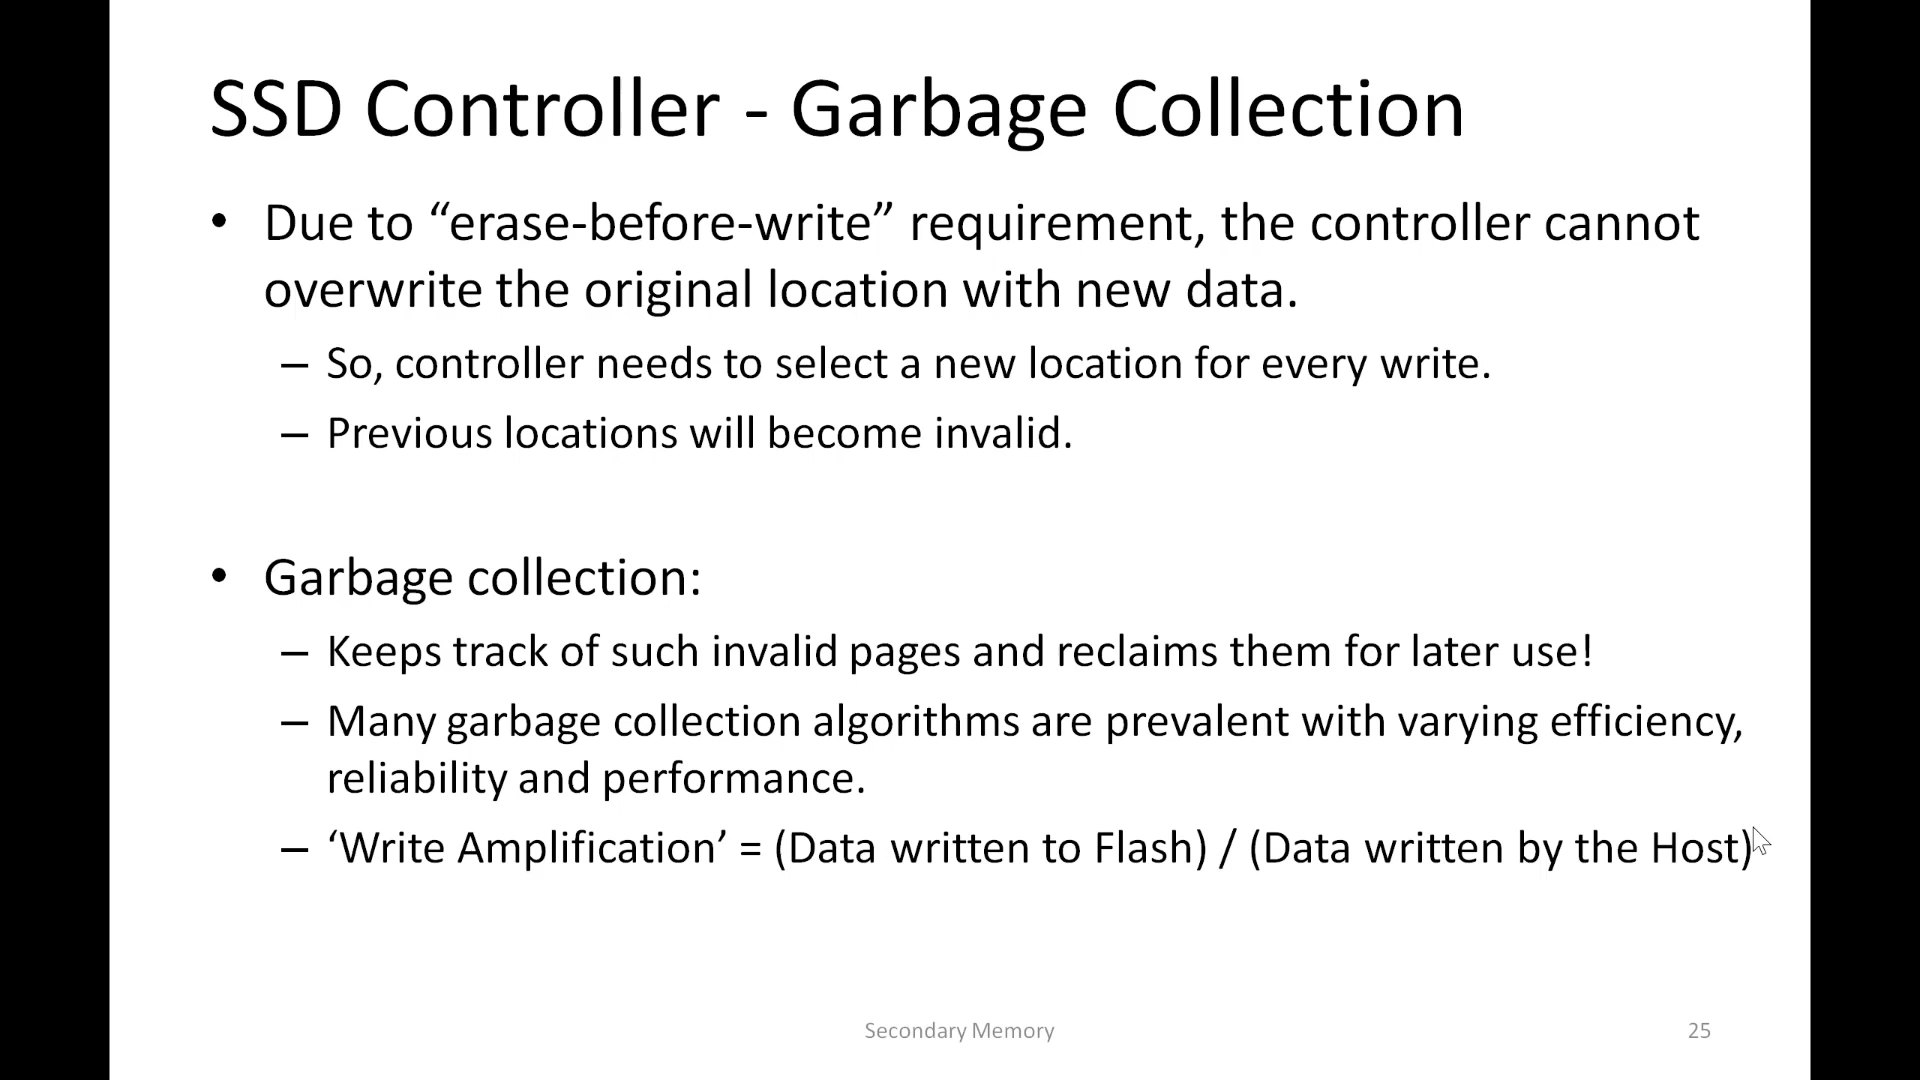 SSD Controller - Garbage Collection
• Due to “erase-before-write” requirement, the controller cannot
overwrite the original location with new data.
– So, controller needs to select a new location for every write.
– Previous locations will become invalid.
• Garbage collection:
– Keeps track of such invalid pages and reclaims them for later use!
– Many garbage collection algorithms are prevalent with varying efficiency,
reliability and performance.
– ‘Write Amplification’ = (Data written to Flash) / (Data written by the Host)
Secondary Memory
25